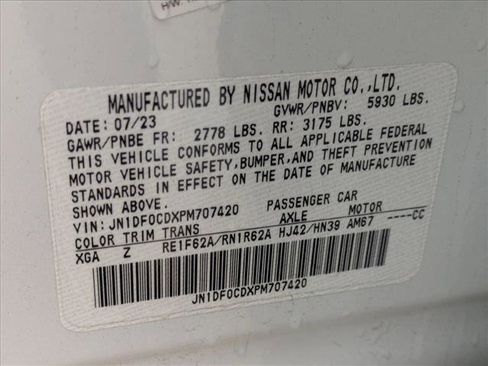 MANUFACTURED BY NISSAN MOTOR CO.,LTD.
DATE: 07/23 GVWR/PNBV: 5930 LBS.
GAWR/PNBE FR: 2778 LBS. RR: 3175 LBS.
THIS VEHICLE CONFORMS TO ALL APPLICABLE FEDERAL
MOTOR VEHICLE SAFETY, BUMPER, AND THEFT PREVENTION
STANDARDS IN EFFECT ON THE DATE OF MANUFACTURE
SHOWN ABOVE.
VIN: JN1DF0CDXPM707420 PASSENGER CAR
COLOR TRIM TRANS AXLE MOTOR
XGA Z RE1F62A/RN1R62A HJ42/HN39 AM67 ----CC
JN1DF0CDXPM707420